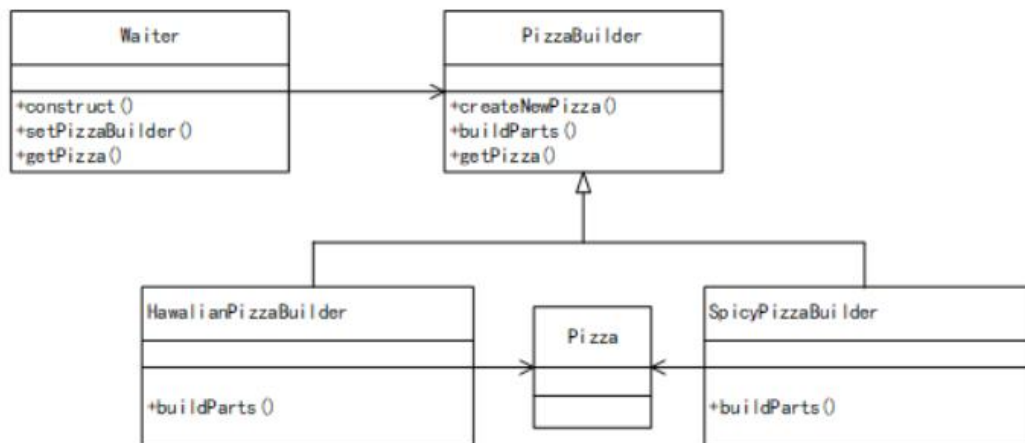 Waiter
+construct()
+setPizzaBuilder()
+getPizza()
PizzaBuilder
+createNewPizza()
+buildParts()
+getPizza()
HawalianPizzaBuilder
+buildParts()
Pizza
SpicyPizzaBuilder
+buildParts()